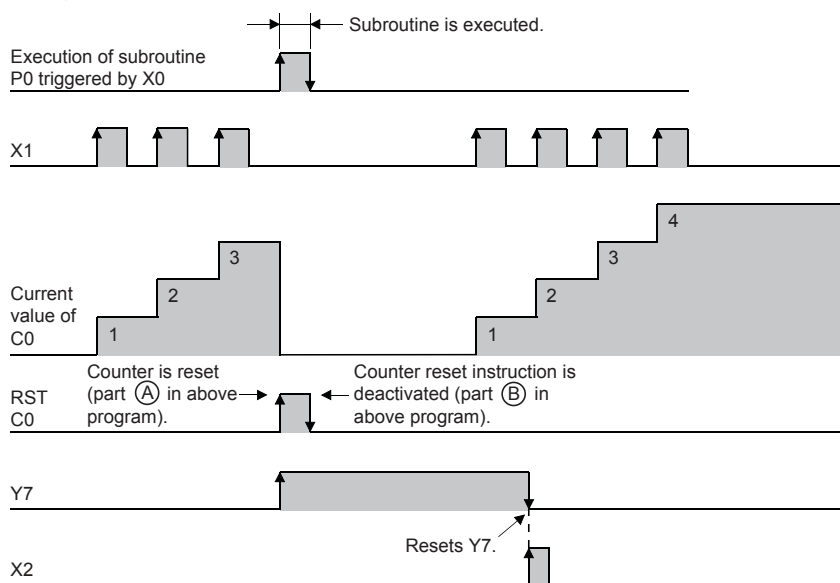 Subroutine is executed.
Execution of subroutine
P0 triggered by X0
X1
3
2
1
4
3
2
1
Current
value of
C0
Counter is reset
(part Ⓐ in above
program).
Counter reset instruction is
deactivated (part Ⓑ in
above program).
RST
C0
Y7
Resets Y7.
X2